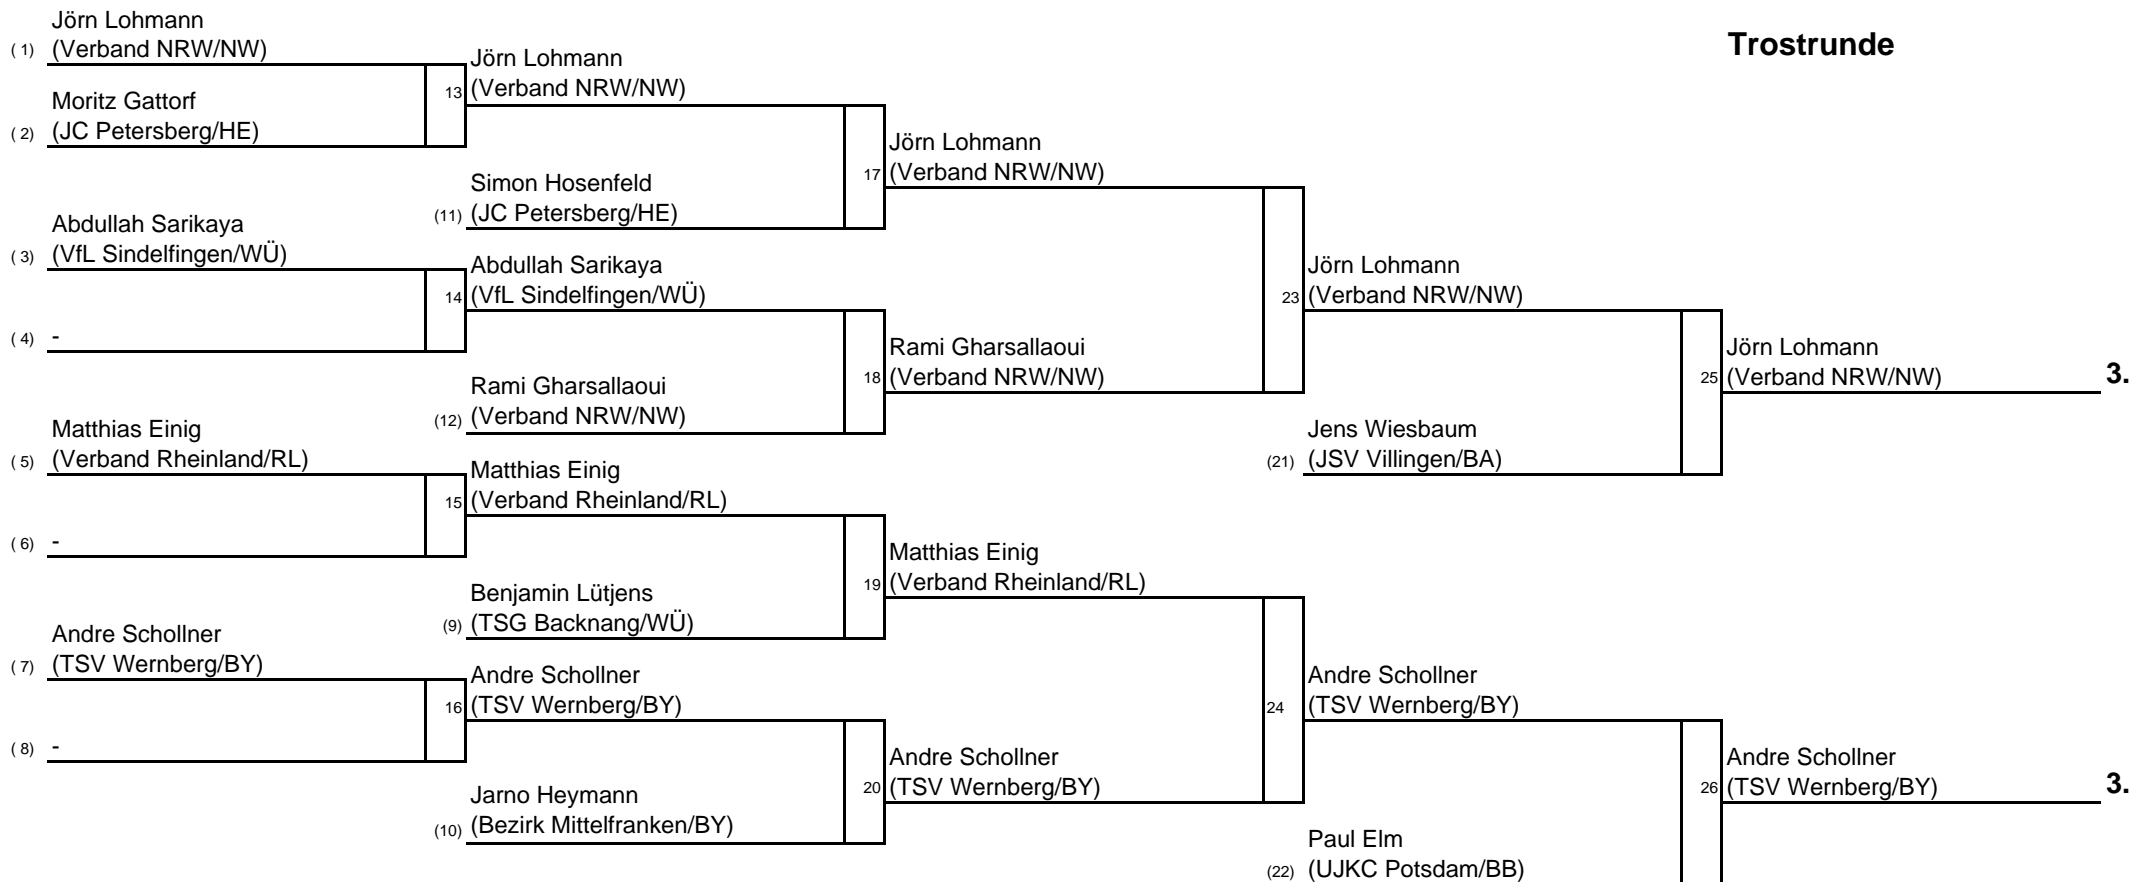 Trostrunde
Jörn Lohmann
( 1) (Verband NRW/NW)
Moritz Gattorf
( 2) (JC Petersberg/HE)
Abdullah Sarikaya
( 3) (VfL Sindelfingen/WÜ)
( 4) -
Matthias Einig
( 5) (Verband Rheinland/RL)
( 6) -
Andre Schollner
( 7) (TSV Wernberg/BY)
( 8) -
Jörn Lohmann
13 (Verband NRW/NW)
Simon Hosenfeld
(11) (JC Petersberg/HE)
Abdullah Sarikaya
14 (VfL Sindelfingen/WÜ)
Rami Gharsallaoui
(12) (Verband NRW/NW)
Matthias Einig
15 (Verband Rheinland/RL)
Benjamin Lütjens
(9) (TSG Backnang/WÜ)
Andre Schollner
16 (TSV Wernberg/BY)
Jarno Heymann
(10) (Bezirk Mittelfranken/BY)
Jörn Lohmann
17 (Verband NRW/NW)
Rami Gharsallaoui
18 (Verband NRW/NW)
Matthias Einig
19 (Verband Rheinland/RL)
Andre Schollner
20 (TSV Wernberg/BY)
Jörn Lohmann
23 (Verband NRW/NW)
Jens Wiesbaum
(21) (JSV Villingen/BA)
Andre Schollner
24 (TSV Wernberg/BY)
Paul Elm
(22) (UJKC Potsdam/BB)
Jörn Lohmann
25 (Verband NRW/NW) 3.
Andre Schollner
26 (TSV Wernberg/BY) 3.